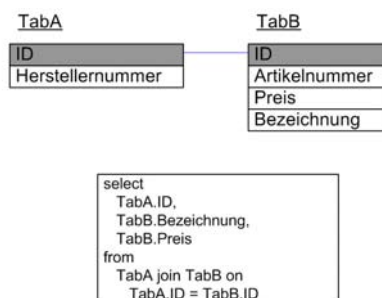 TabA
TabB
ID
ID
Herstellernummer
Artikelnummer
Preis
Bezeichnung
select
TabA.ID,
TabB.Bezeichnung,
TabB.Preis
from
TabA join TabB on
TabA.ID = TabB.ID